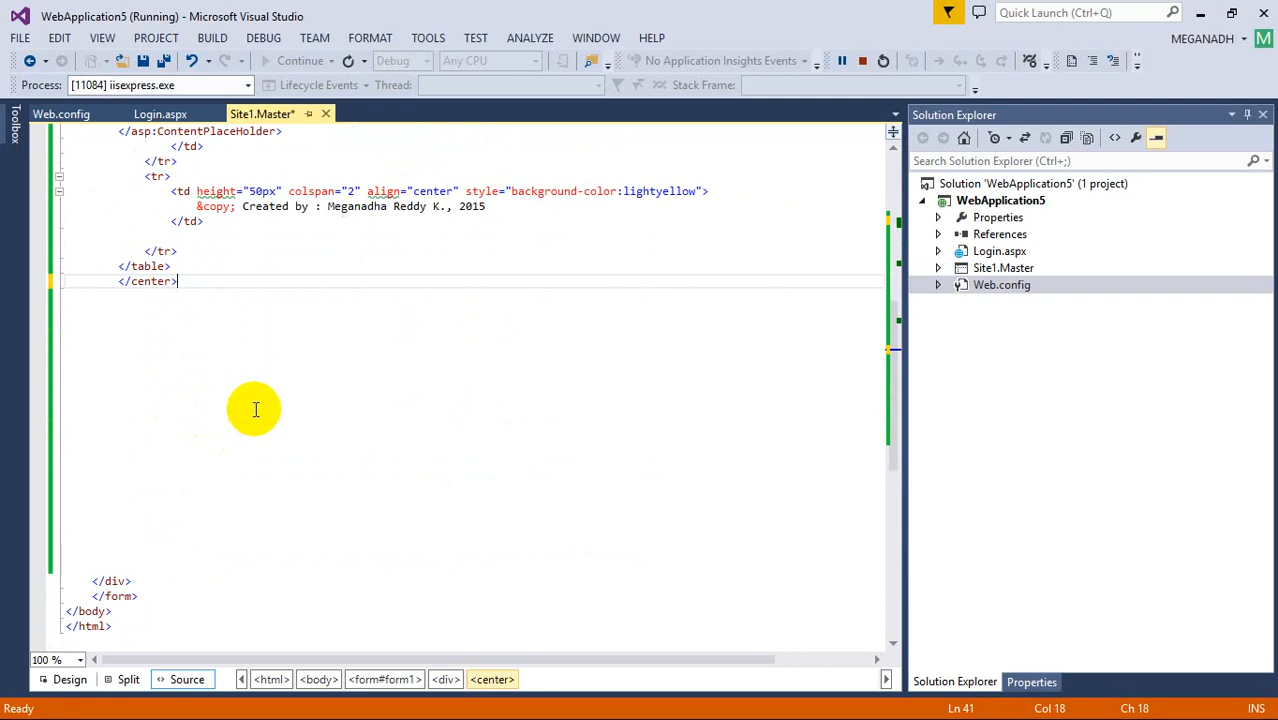 WebApplication5 (Running) - Microsoft Visual Studio
Quick Launch (Ctrl+Q)
FILE EDIT VIEW PROJECT BUILD DEBUG TEAM FORMAT TOOLS TEST ANALYZE WINDOW HELP
MEGANADH M
Continue Debug Any CPU No Application Insights Events
Process: [11084] iisexpress.exe Lifecycle Events Thread: Stack Frame:
Toolbox
Web.config Login.aspx Site1.Master*
</asp:ContentPlaceHolder>
</td>
</tr>
<tr>
<td height="50px" colspan="2" align="center" style="background-color:lightyellow">
&copy; Created by : Meganadha Reddy K., 2015
</td>
</tr>
</table>
</center>
</div>
</form>
</body>
</html>
100 %
Design Split Source <html> <body> <form#form1> <div> <center>
Solution Explorer
Search Solution Explorer (Ctrl+;)
Solution 'WebApplication5' (1 project)
WebApplication5
Properties
References
Login.aspx
Site1.Master
Web.config
Solution Explorer Properties
Ready Ln 41 Col 18 Ch 18 INS